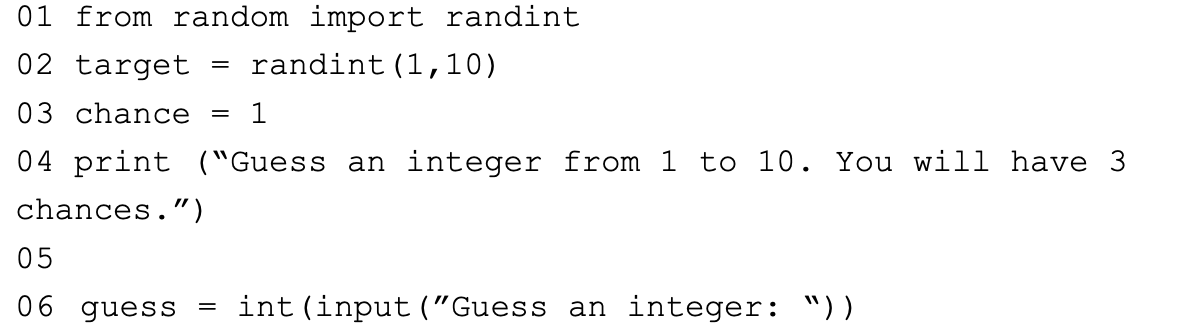 01 from random import randint
02 target = randint(1,10)
03 chance = 1
04 print (“Guess an integer from 1 to 10. You will have 3
chances.”)
05
06 guess = int(input(”Guess an integer: “))